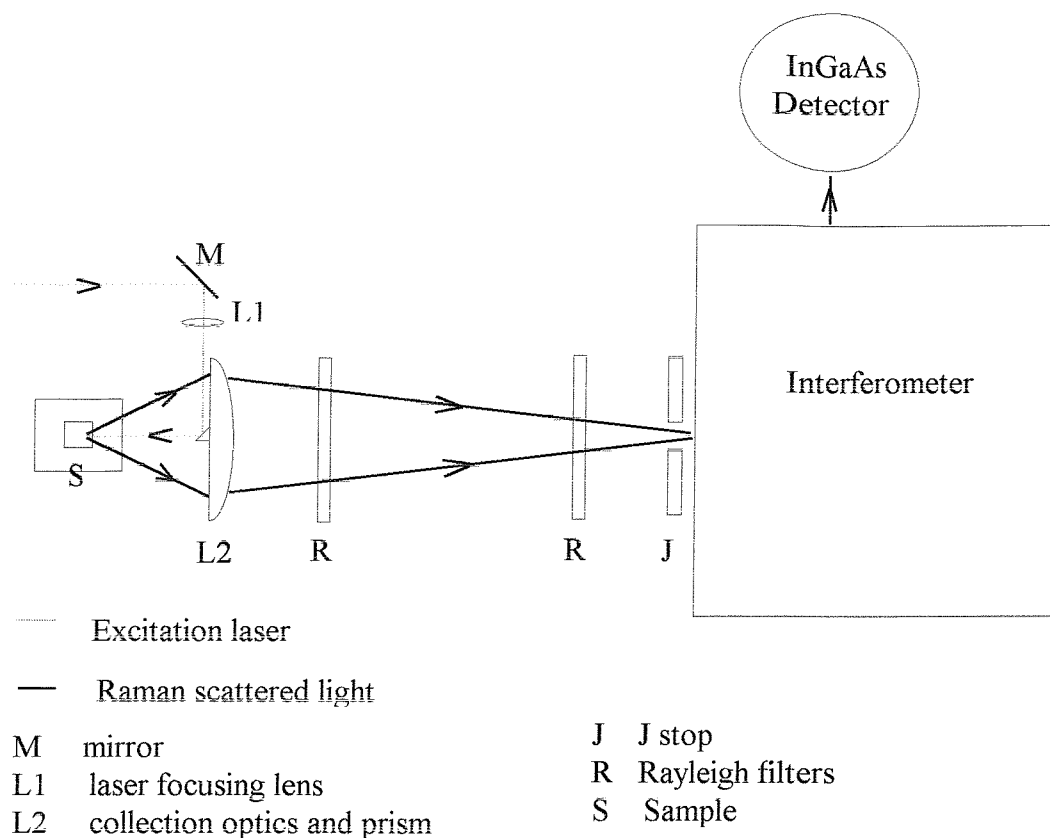 InGaAs
Detector
M
L1
Interferometer
S
L2
R
R
J
Excitation laser
Raman scattered light
M mirror
L1 laser focusing lens
L2 collection optics and prism
J J stop
R Rayleigh filters
S Sample